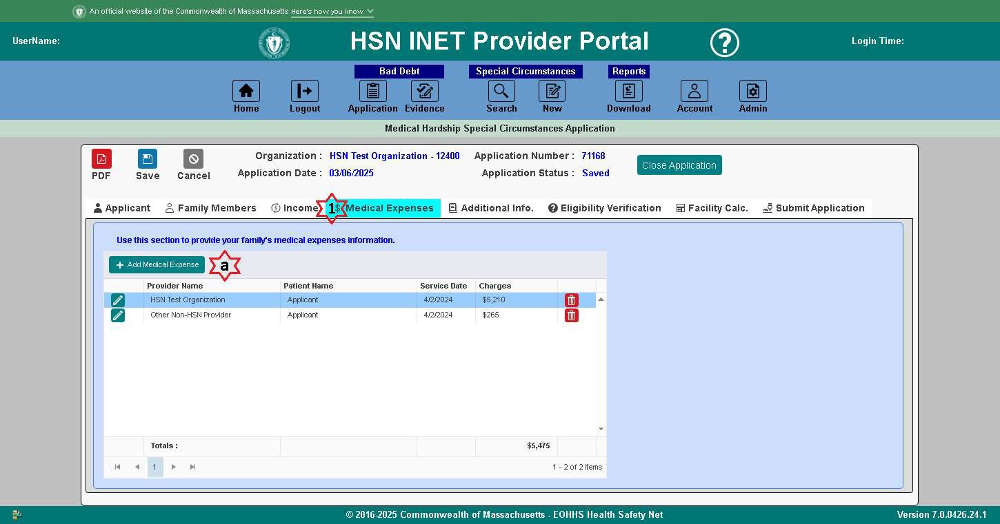 An official website of the Commonwealth of Massachusetts Here's how you know
UserName:
HSN INET Provider Portal
?
Login Time:
Bad Debt
Special Circumstances
Reports
Home
Logout
Application
Evidence
Search
New
Download
Account
Admin
Medical Hardship Special Circumstances Application
PDF
Save
Cancel
Organization : HSN Test Organization - 12400 Application Number : 71168
Application Date : 03/06/2025 Application Status : Saved
Close Application
Applicant Family Members Income 1 $ Medical Expenses Additional Info. Eligibility Verification Facility Calc. Submit Application
Use this section to provide your family's medical expenses information.
+ Add Medical Expense a
Provider Name Patient Name Service Date Charges
HSN Test Organization Applicant 4/2/2024 $5,210
Other Non-HSN Provider Applicant 4/2/2024 $265
Totals : $5,475
1 1 - 2 of 2 items
© 2016-2025 Commonwealth of Massachusetts - EOHHS Health Safety Net
Version 7.0.0426.24.1